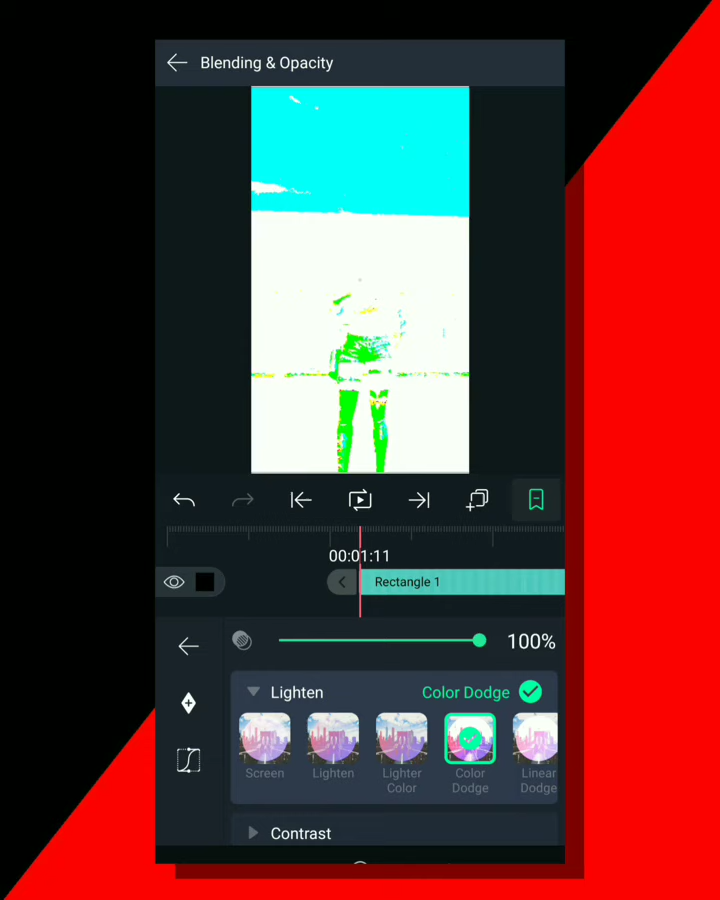 Blending & Opacity
00:01:11
Rectangle 1
100%
Lighten
Color Dodge
Screen
Lighten
Lighter
Color
Color
Dodge
Linear
Dodge
Contrast